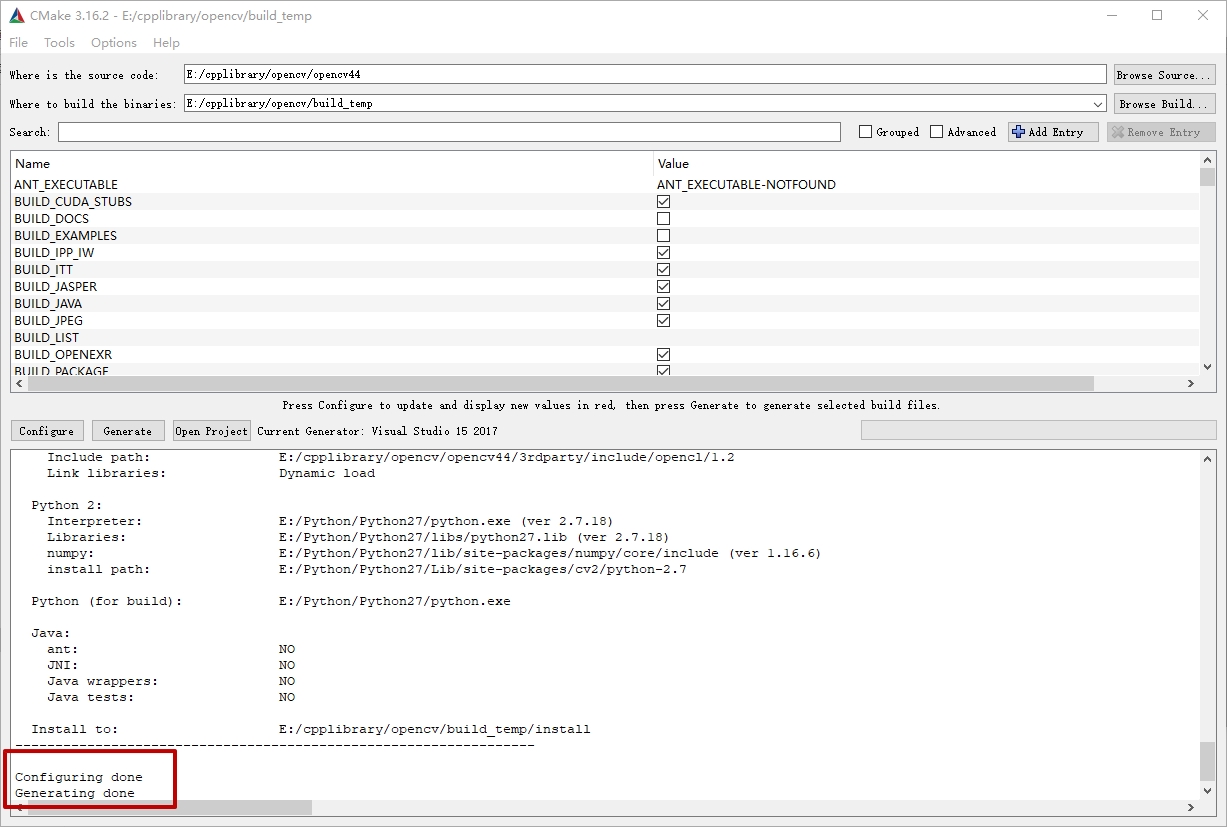 CMake 3.16.2 - E:/cpplibrary/opencv/build_temp
File Tools Options Help
Where is the source code: E:/cpplibrary/opencv/opencv44 Browse Source...
Where to build the binaries: E:/cpplibrary/opencv/build_temp Browse Build...
Search: Grouped Advanced Add Entry Remove Entry
Name Value
ANT_EXECUTABLE ANT_EXECUTABLE-NOTFOUND
BUILD_CUDA_STUBS
BUILD_DOCS
BUILD_EXAMPLES
BUILD_IPP_IW
BUILD_ITT
BUILD_JASPER
BUILD_JAVA
BUILD_JPEG
BUILD_LIST
BUILD_OPENEXR
BUILD_PACKAGE
Press Configure to update and display new values in red, then press Generate to generate selected build files.
Configure Generate Open Project Current Generator: Visual Studio 15 2017
Include path: E:/cpplibrary/opencv/opencv44/3rdparty/include/opencl/1.2
Link libraries: Dynamic load
Python 2:
Interpreter: E:/Python/Python27/python.exe (ver 2.7.18)
Libraries: E:/Python/Python27/libs/python27.lib (ver 2.7.18)
numpy: E:/Python/Python27/lib/site-packages/numpy/core/include (ver 1.16.6)
install path: E:/Python/Python27/Lib/site-packages/cv2/python-2.7
Python (for build): E:/Python/Python27/python.exe
Java:
ant: NO
JNI: NO
Java wrappers: NO
Java tests: NO
Install to: E:/cpplibrary/opencv/build_temp/install
-----------------------------------------------------------------
Configuring done
Generating done